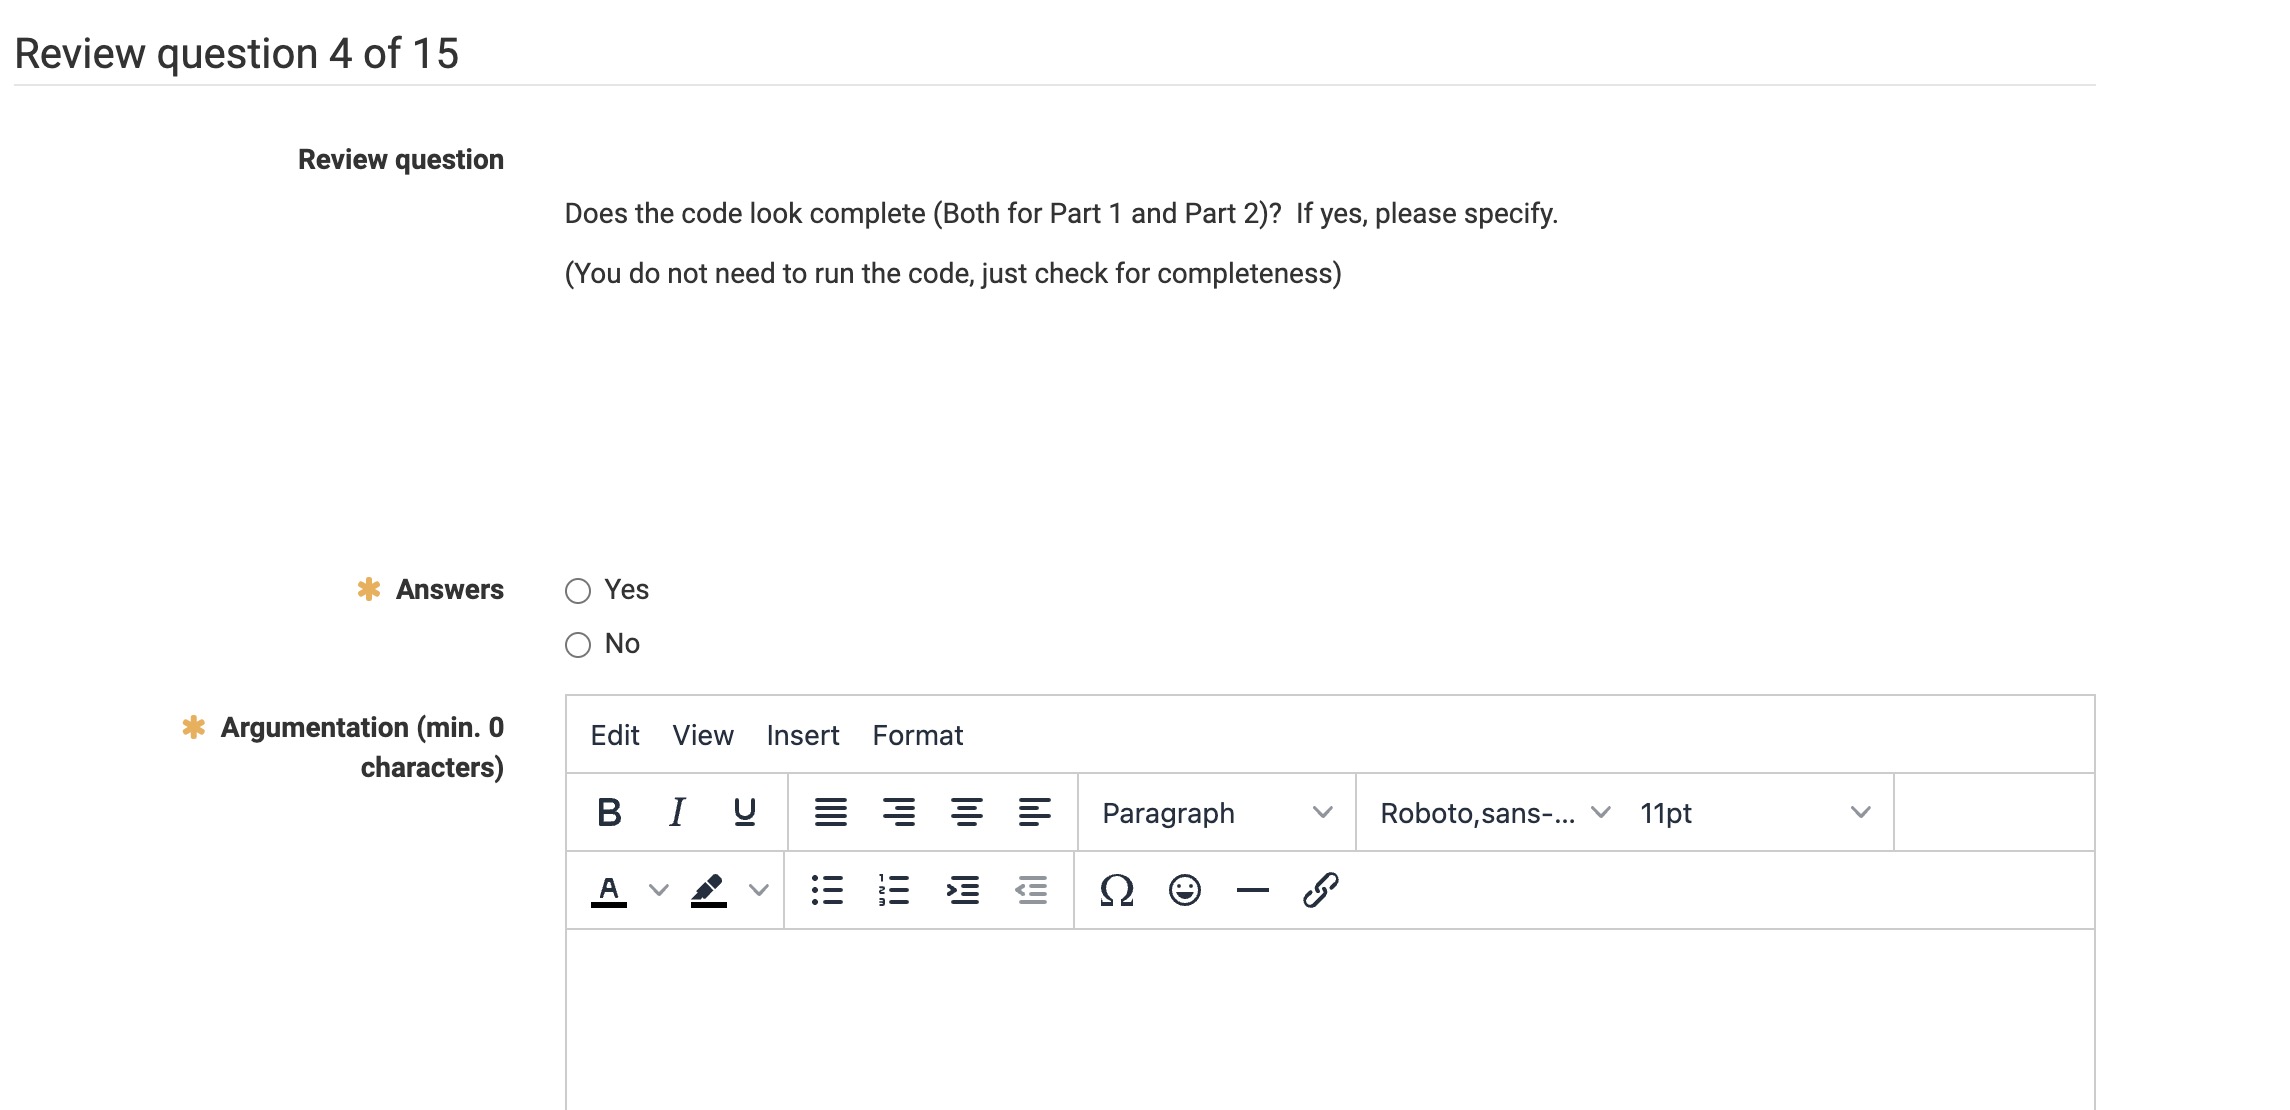 Review question 4 of 15
Review question
Does the code look complete (Both for Part 1 and Part 2)?  If yes, please specify.
(You do not need to run the code, just check for completeness)
Answers
Yes
No
Argumentation (min. 0
characters)
Edit View Insert Format
B I U Paragraph Roboto,sans-... 11pt
A Ω